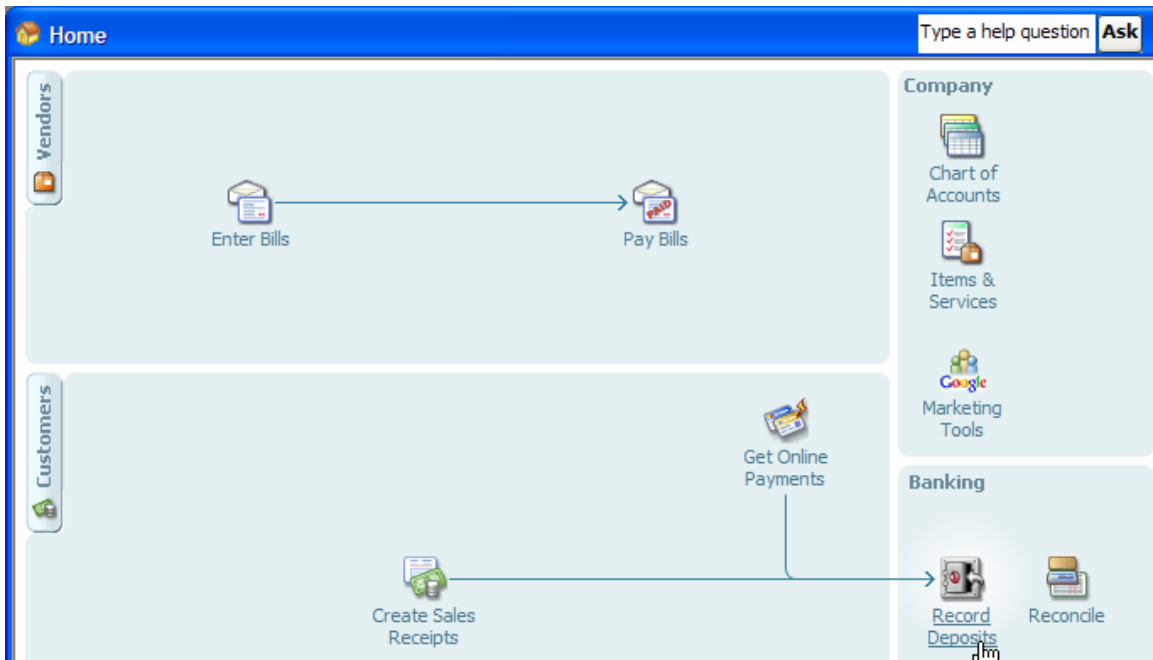 Home
Type a help question
Ask
Vendors
Enter Bills
Pay Bills
PAID
Company
Chart of
Accounts
Items &
Services
Google
Marketing
Tools
Customers
Get Online
Payments
Create Sales
Receipts
Banking
Record
Deposits
Reconcile